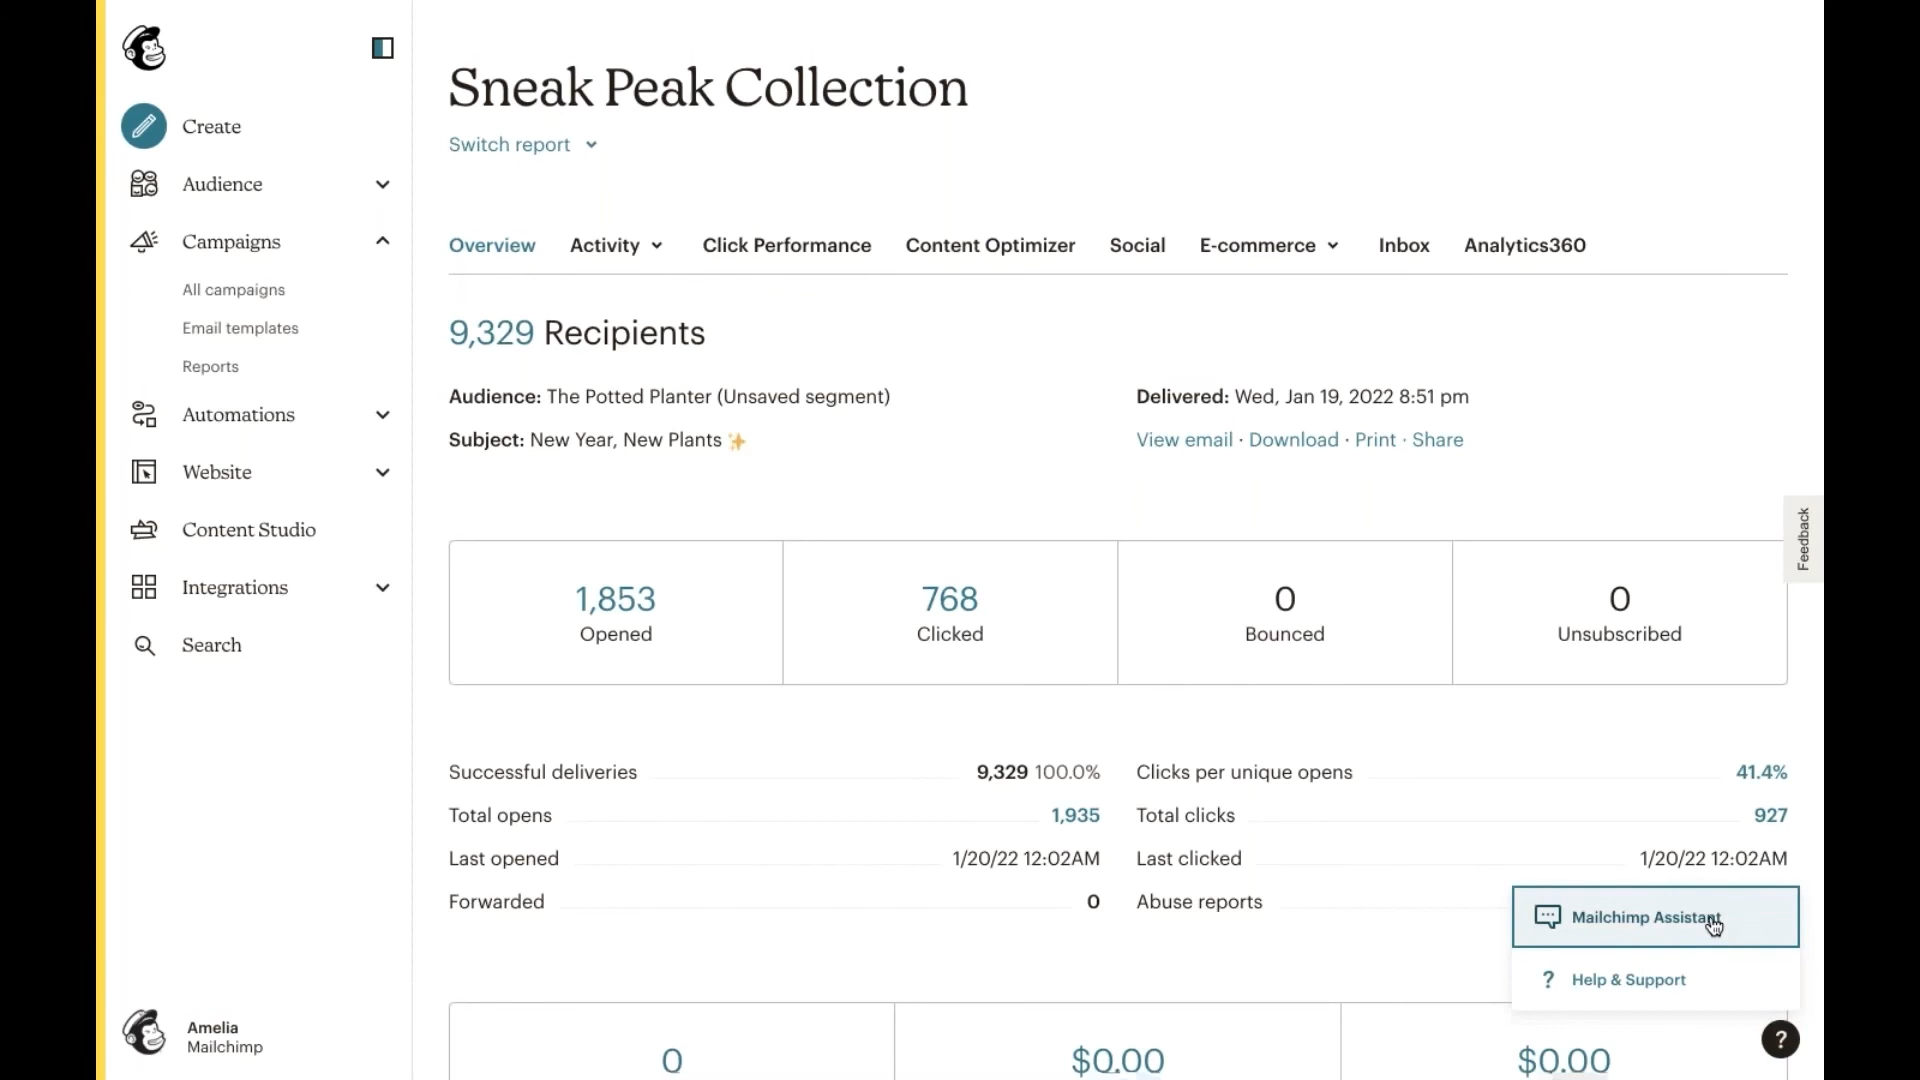 Create
Audience
Campaigns
All campaigns
Email templates
Reports
Automations
Website
Content Studio
Integrations
Search
Amelia
Mailchimp
Sneak Peak Collection
Switch report
Overview Activity Click Performance Content Optimizer Social E-commerce Inbox Analytics360
9,329 Recipients
Audience: The Potted Planter (Unsaved segment)
Delivered: Wed, Jan 19, 2022 8:51 pm
Subject: New Year, New Plants ✨
View email · Download · Print · Share
Feedback
1,853
Opened
768
Clicked
0
Bounced
0
Unsubscribed
Successful deliveries 9,329 100.0%
Clicks per unique opens 41.4%
Total opens 1,935
Total clicks 927
Last opened 1/20/22 12:02AM
Last clicked 1/20/22 12:02AM
Forwarded 0
Abuse reports
Mailchimp Assistant
? Help & Support
0
$0.00
$0.00
?